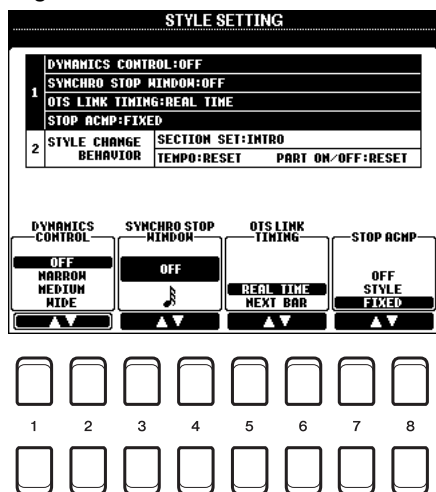 STYLE SETTING
1
DYNAMICS CONTROL:OFF
SYNCHRO STOP WINDOW:OFF
OTS LINK TIMING:REAL TIME
STOP ACMP:FIXED
2
STYLE CHANGE
BEHAVIOR
SECTION SET:INTRO
TEMPO:RESET PART ON/OFF:RESET
DYNAMICS
CONTROL
OFF
NARROW
MEDIUM
WIDE
SYNCHRO STOP
WINDOW
OFF
OTS LINK
TIMING
REAL TIME
NEXT BAR
STOP ACMP
OFF
STYLE
FIXED
1 2 3 4 5 6 7 8